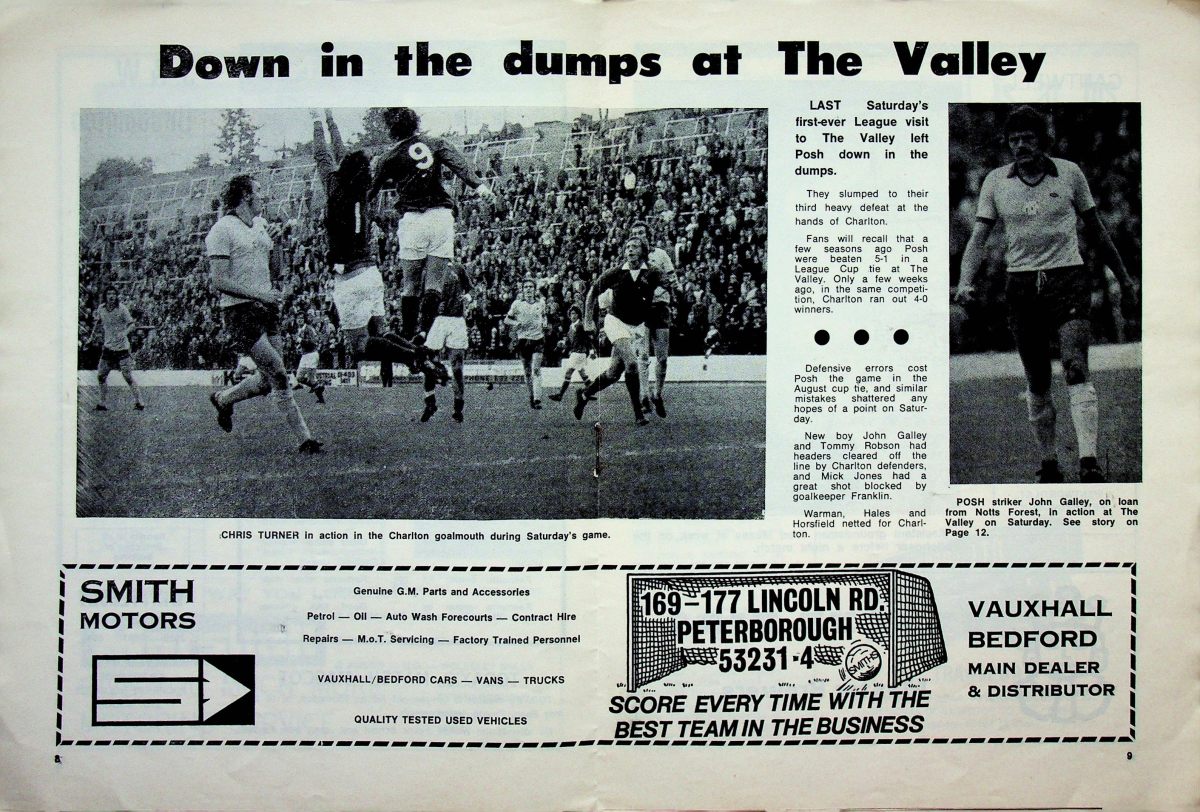 Down in the dumps at The Valley
9
LAST Saturday's
first-ever League visit
to The Valley left
Posh down in the
dumps.
They slumped to their
third heavy defeat at the
hands of Charlton.
Fans will recall that a
few seasons ago Posh
were beaten 5-1 in a
League Cup tie at The
Valley. Only a few weeks
ago, in the same competi-
tion, Charlton ran out 4-0
winners.
Defensive errors cost
Posh the game in the
August cup tie, and similar
mistakes shattered any
hopes of a point on Satur-
day.
New boy John Galley
and Tommy Robson had
headers cleared off the
line by Charlton defenders,
and Mick Jones had a
great shot blocked by
goalkeeper Franklin.
Warman, Hales and
Horsfield netted for Charl-
ton.
POSH striker John Galley, on loan
from Notts Forest, in action at The
Valley on Saturday. See story on
Page 12.
CHRIS TURNER in action in the Charlton goalmouth during Saturday's game.
SMITH
MOTORS
Genuine G.M. Parts and Accessories
Petrol — Oil — Auto Wash Forecourts — Contract Hire
Repairs — M.o.T. Servicing — Factory Trained Personnel
VAUXHALL/BEDFORD CARS — VANS — TRUCKS
QUALITY TESTED USED VEHICLES
169-177 LINCOLN RD.
PETERBOROUGH
53231-4
SMITHS
SCORE EVERY TIME WITH THE
BEST TEAM IN THE BUSINESS
VAUXHALL
BEDFORD
MAIN DEALER
& DISTRIBUTOR
8
9